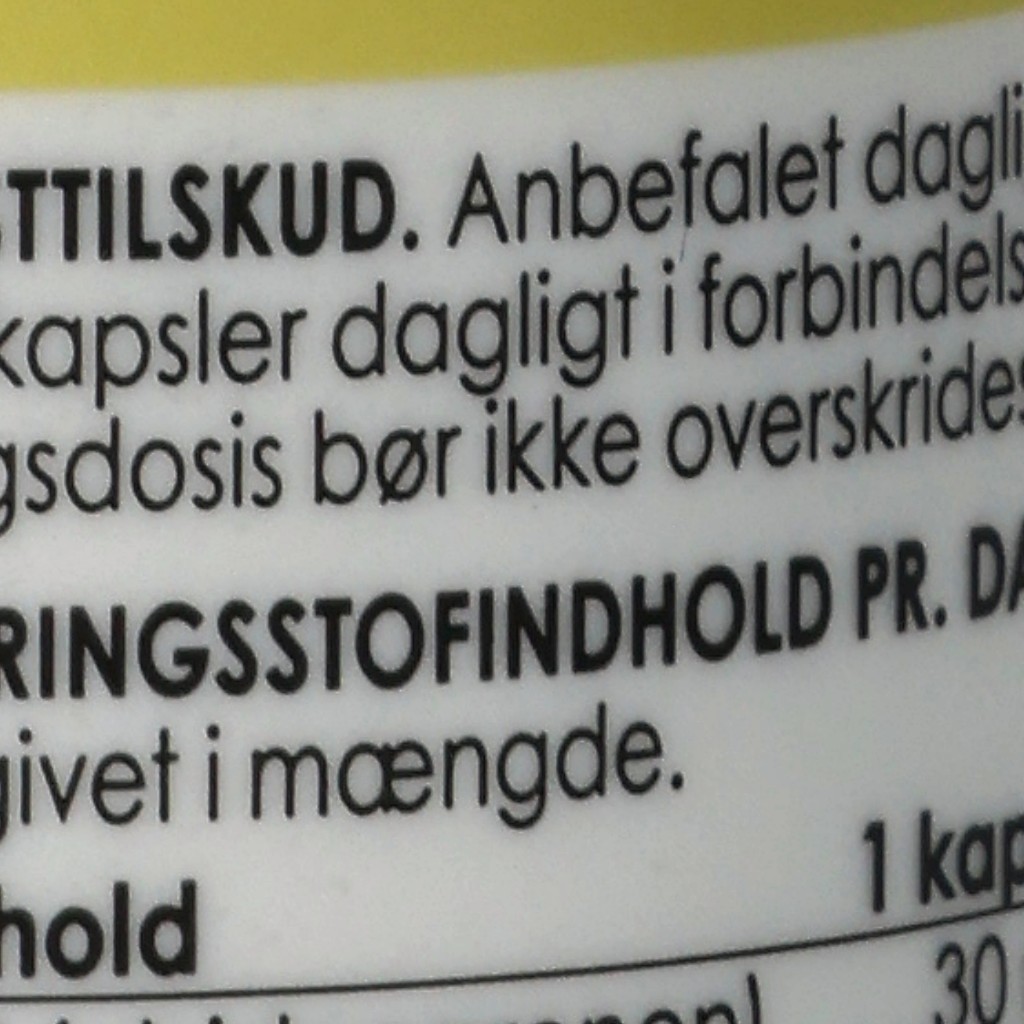 TTILSKUD. Anbefalet dagli
kapsler dagligt i forbindels
gsdosis bør ikke overskrides
RINGSSTOFINDHOLD PR. DA
givet i mængde.
hold 1 kap
30